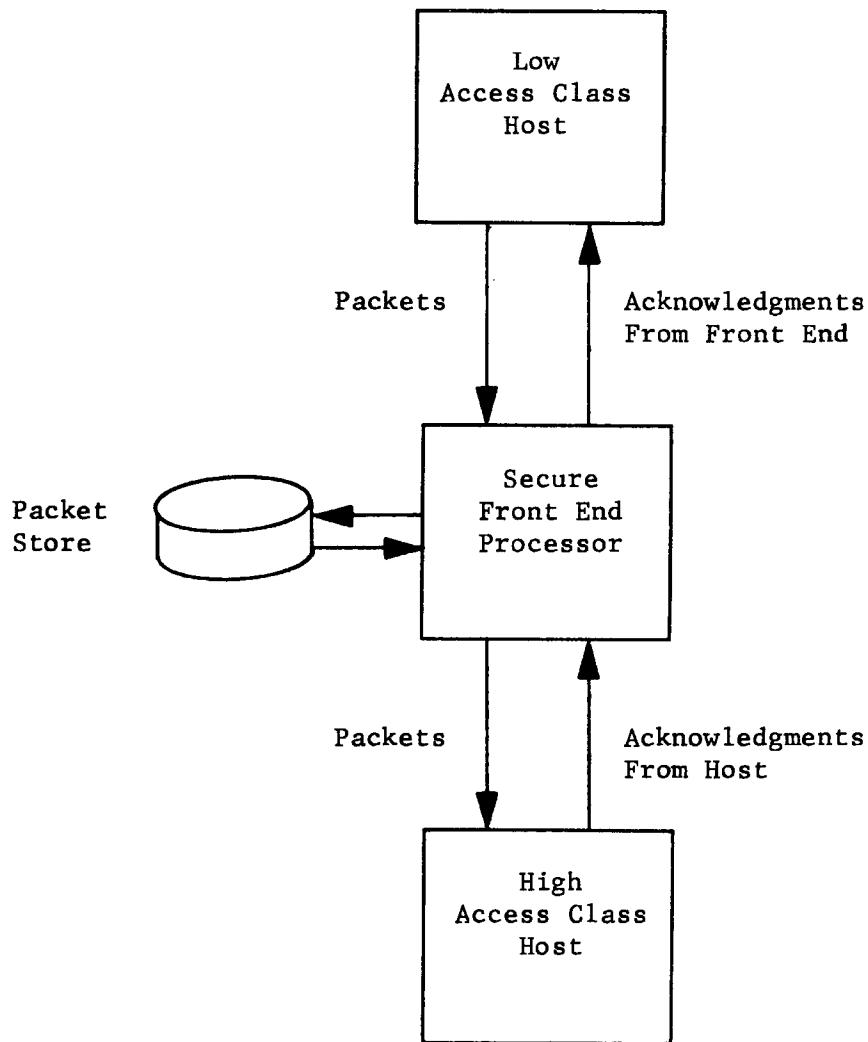 Low
Access Class
Host
Packets
Acknowledgments
From Front End
Secure
Front End
Processor
Packet
Store
Packets
Acknowledgments
From Host
High
Access Class
Host